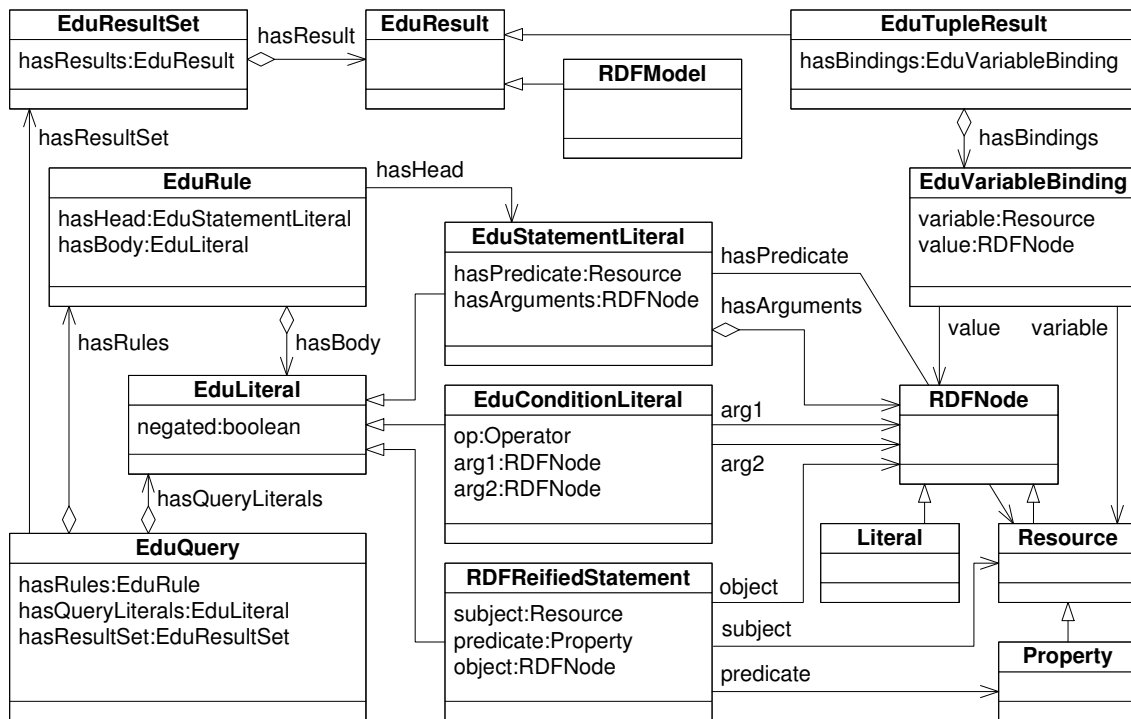 EduResultSet
hasResults:EduResult
hasResult
EduResult
EduTupleResult
hasBindings:EduVariableBinding
RDFModel
hasResultSet
hasBindings
EduRule
hasHead:EduStatementLiteral
hasBody:EduLiteral
hasHead
EduStatementLiteral
hasPredicate:Resource
hasArguments:RDFNode
hasPredicate
hasArguments
EduVariableBinding
variable:Resource
value:RDFNode
value
variable
hasRules
hasBody
EduLiteral
negated:boolean
EduConditionLiteral
op:Operator
arg1:RDFNode
arg2:RDFNode
arg1
arg2
RDFNode
hasQueryLiterals
EduQuery
hasRules:EduRule
hasQueryLiterals:EduLiteral
hasResultSet:EduResultSet
RDFReifiedStatement
subject:Resource
predicate:Property
object:RDFNode
object
subject
predicate
Literal
Resource
Property